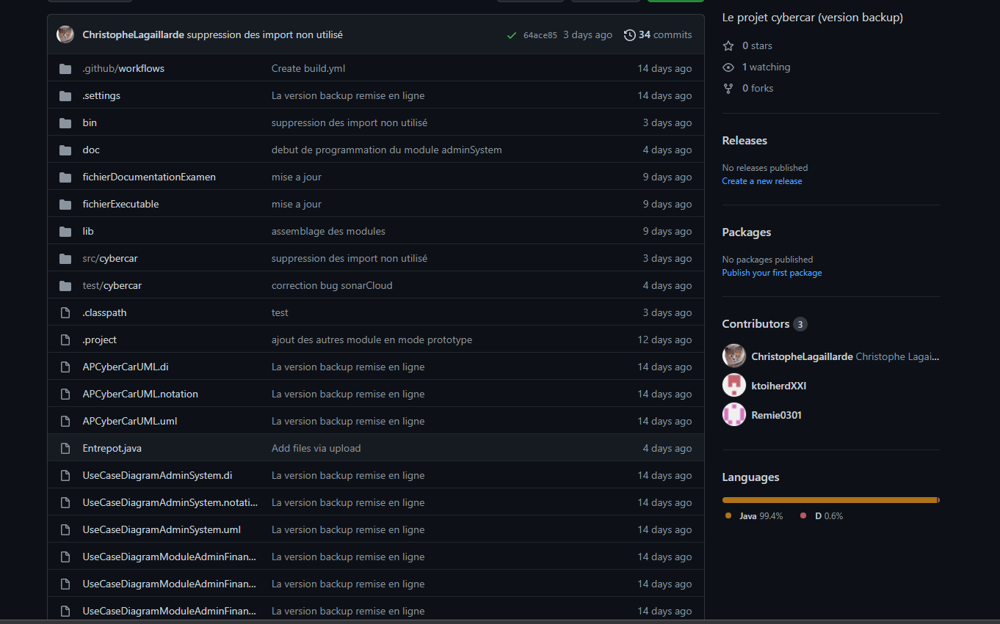 ChristopheLagaillarde suppression des import non utilisé 64ace85 3 days ago 34 commits
.github/workflows Create build.yml 14 days ago
.settings La version backup remise en ligne 14 days ago
bin suppression des import non utilisé 3 days ago
doc debut de programmation du module adminSystem 4 days ago
fichierDocumentationExamen mise a jour 9 days ago
fichierExecutable mise a jour 9 days ago
lib assemblage des modules 9 days ago
src/cybercar suppression des import non utilisé 3 days ago
test/cybercar correction bug sonarCloud 4 days ago
.classpath test 3 days ago
.project ajout des autres module en mode prototype 12 days ago
APCyberCarUML.di La version backup remise en ligne 14 days ago
APCyberCarUML.notation La version backup remise en ligne 14 days ago
APCyberCarUML.uml La version backup remise en ligne 14 days ago
Entrepot.java Add files via upload 4 days ago
UseCaseDiagramAdminSystem.di La version backup remise en ligne 14 days ago
UseCaseDiagramAdminSystem.notati... La version backup remise en ligne 14 days ago
UseCaseDiagramAdminSystem.uml La version backup remise en ligne 14 days ago
UseCaseDiagramModuleAdminFinan... La version backup remise en ligne 14 days ago
UseCaseDiagramModuleAdminFinan... La version backup remise en ligne 14 days ago
UseCaseDiagramModuleAdminFinan... La version backup remise en ligne 14 days ago
Le projet cybercar (version backup)
0 stars
1 watching
0 forks
Releases
No releases published
Create a new release
Packages
No packages published
Publish your first package
Contributors 3
ChristopheLagaillarde Christophe Lagai...
ktoiherdXXI
Remie0301
Languages
Java 99.4% D 0.6%